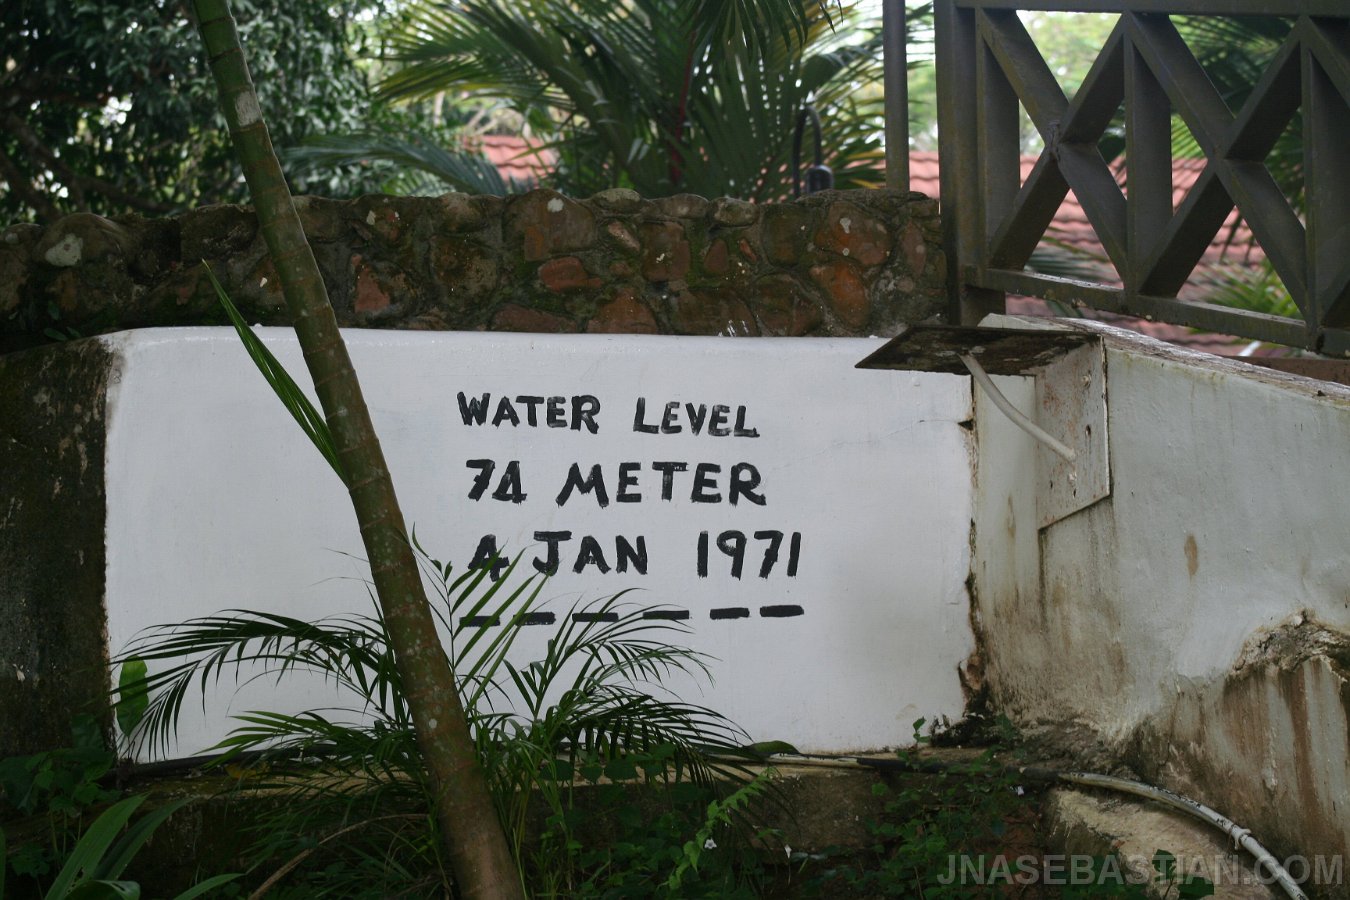 WATER LEVEL
74 METER
4 JAN 1971
JNASEBASTIAN.COM